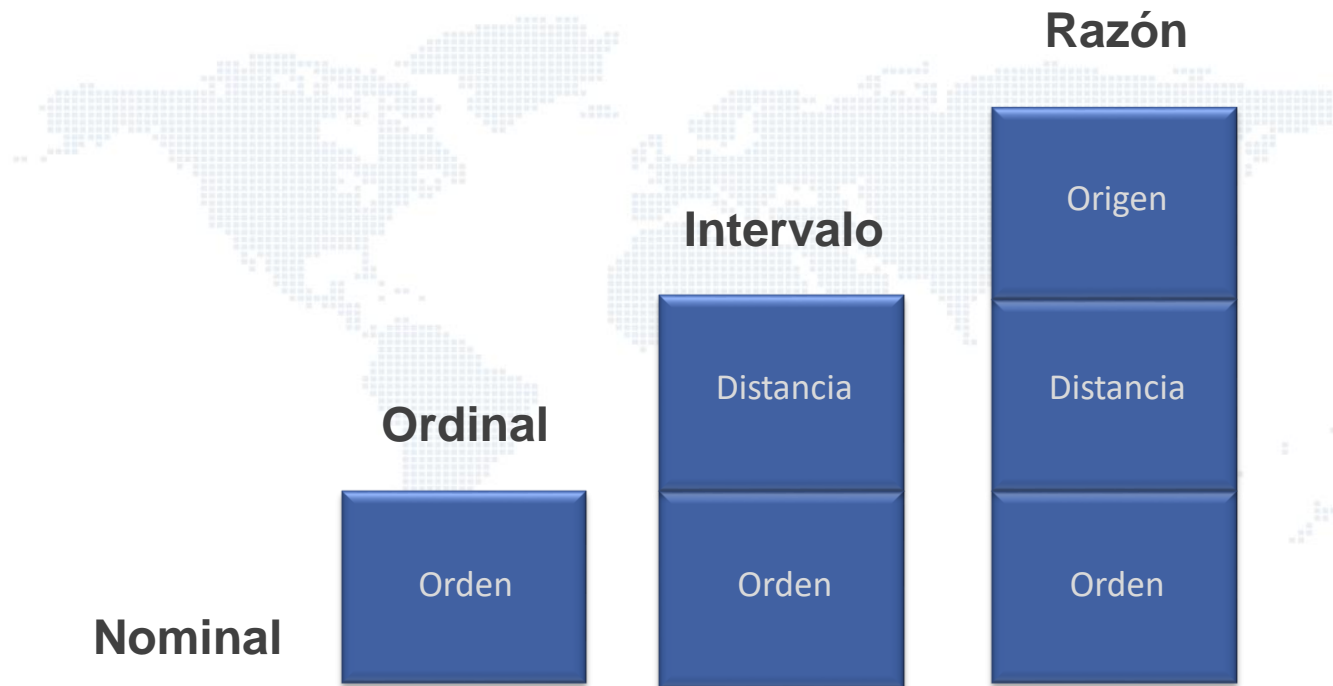 Razón
Origen
Intervalo
Distancia
Distancia
Ordinal
Orden
Orden
Orden
Nominal